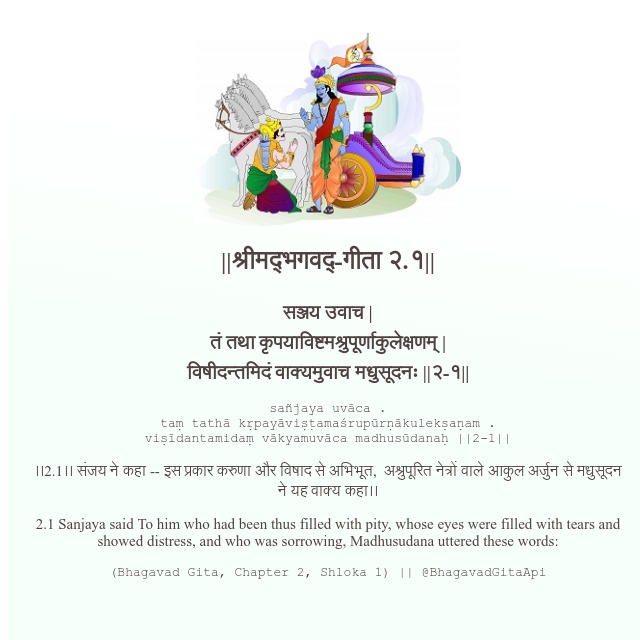 ||श्रीमद्‍भगवद्‍-गीता २.१||
सञ्जय उवाच |
तं तथा कृपयाविष्टमश्रुपूर्णाकुलेक्षणम् |
विषीदन्तमिदं वाक्यमुवाच मधुसूदनः ||२-१||
sañjaya uvāca .
taṃ tathā kṛpayāviṣṭamaśrupūrṇākulekṣaṇam .
viṣīdantamidaṃ vākyamuvāca madhusūdanaḥ ||2-1||
।।2.1।। संजय ने कहा -- इस प्रकार करुणा और विषाद से अभिभूत, अश्रुपूरित नेत्रों वाले आकुल अर्जुन से मधुसूदन
ने यह वाक्य कहा।।
2.1 Sanjaya said To him who had been thus filled with pity, whose eyes were filled with tears and
showed distress, and who was sorrowing, Madhusudana uttered these words:
(Bhagavad Gita, Chapter 2, Shloka 1) || @BhagavadGitaApi